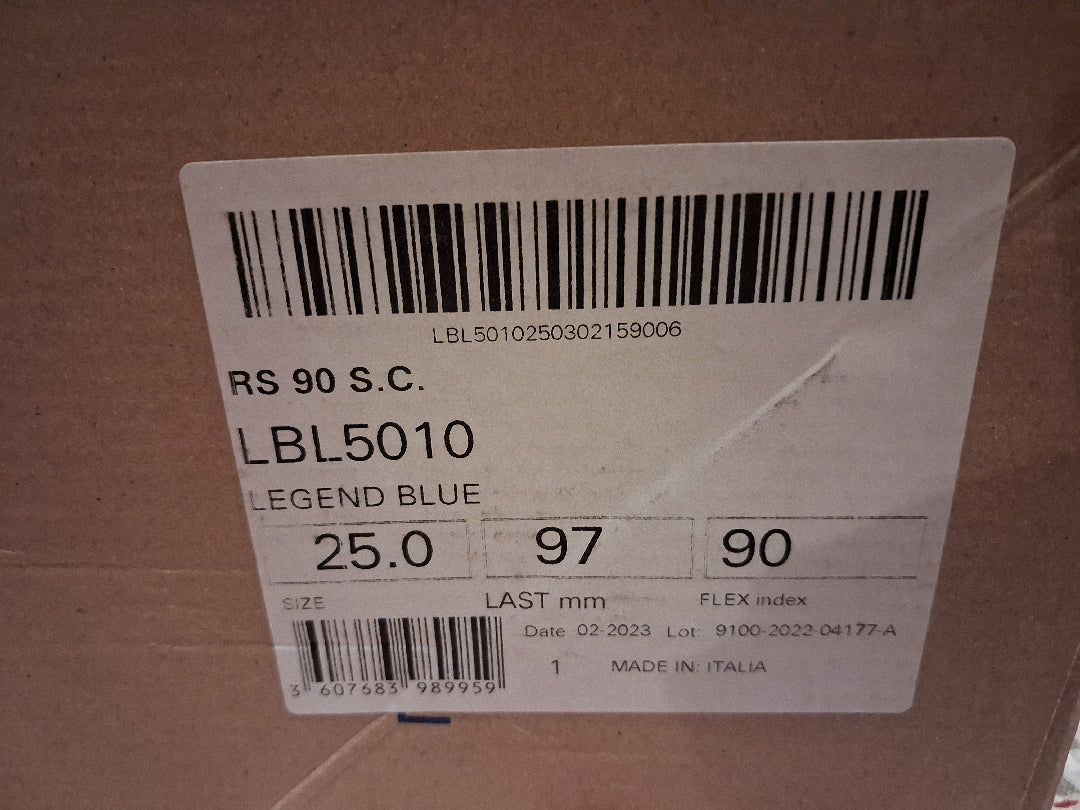 LBL5010250302159006
RS 90 S.C.
LBL5010
LEGEND BLUE
25.0 97 90
SIZE LAST mm FLEX index
Date 02-2023 Lot: 9100-2022-04177-A
1 MADE IN: ITALIA
3 607683 989959